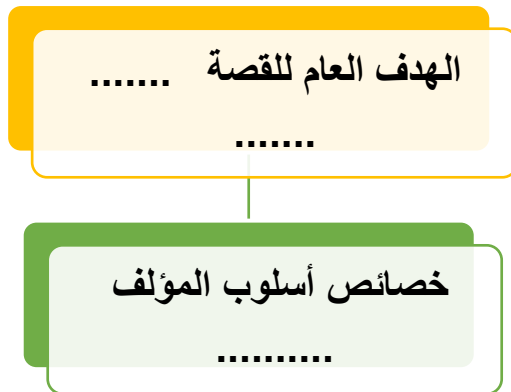 الهدف العام للقصة .......
.......
خصائص أسلوب المؤلف
..........